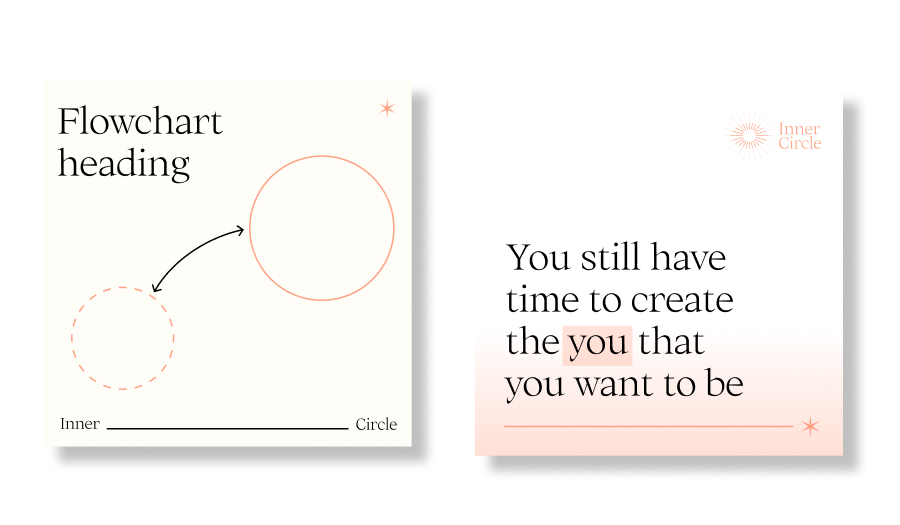 Flowchart
heading
Inner
Circle
Inner
Circle
You still have
time to create
the you that
you want to be